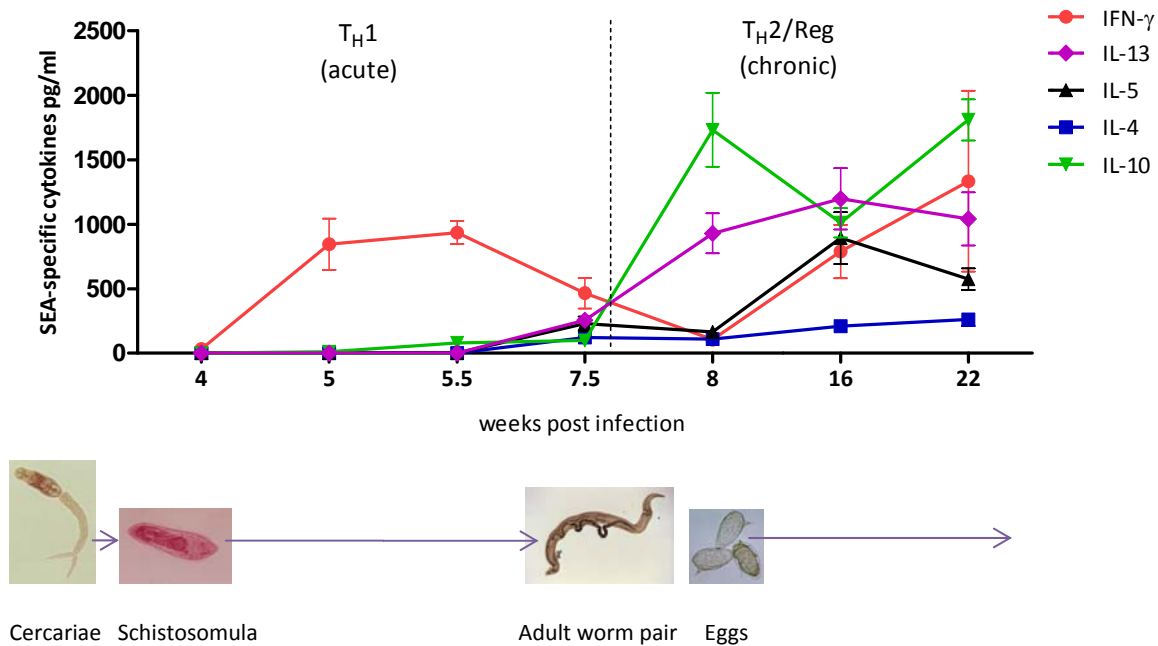 T_H1
(acute)
T_H2/Reg
(chronic)
IFN-γ
IL-13
IL-5
IL-4
IL-10
SEA-specific cytokines pg/ml
2500
2000
1500
1000
500
0
4 5 5.5 7.5 8 16 22
weeks post infection
Cercariae Schistosomula Adult worm pair Eggs